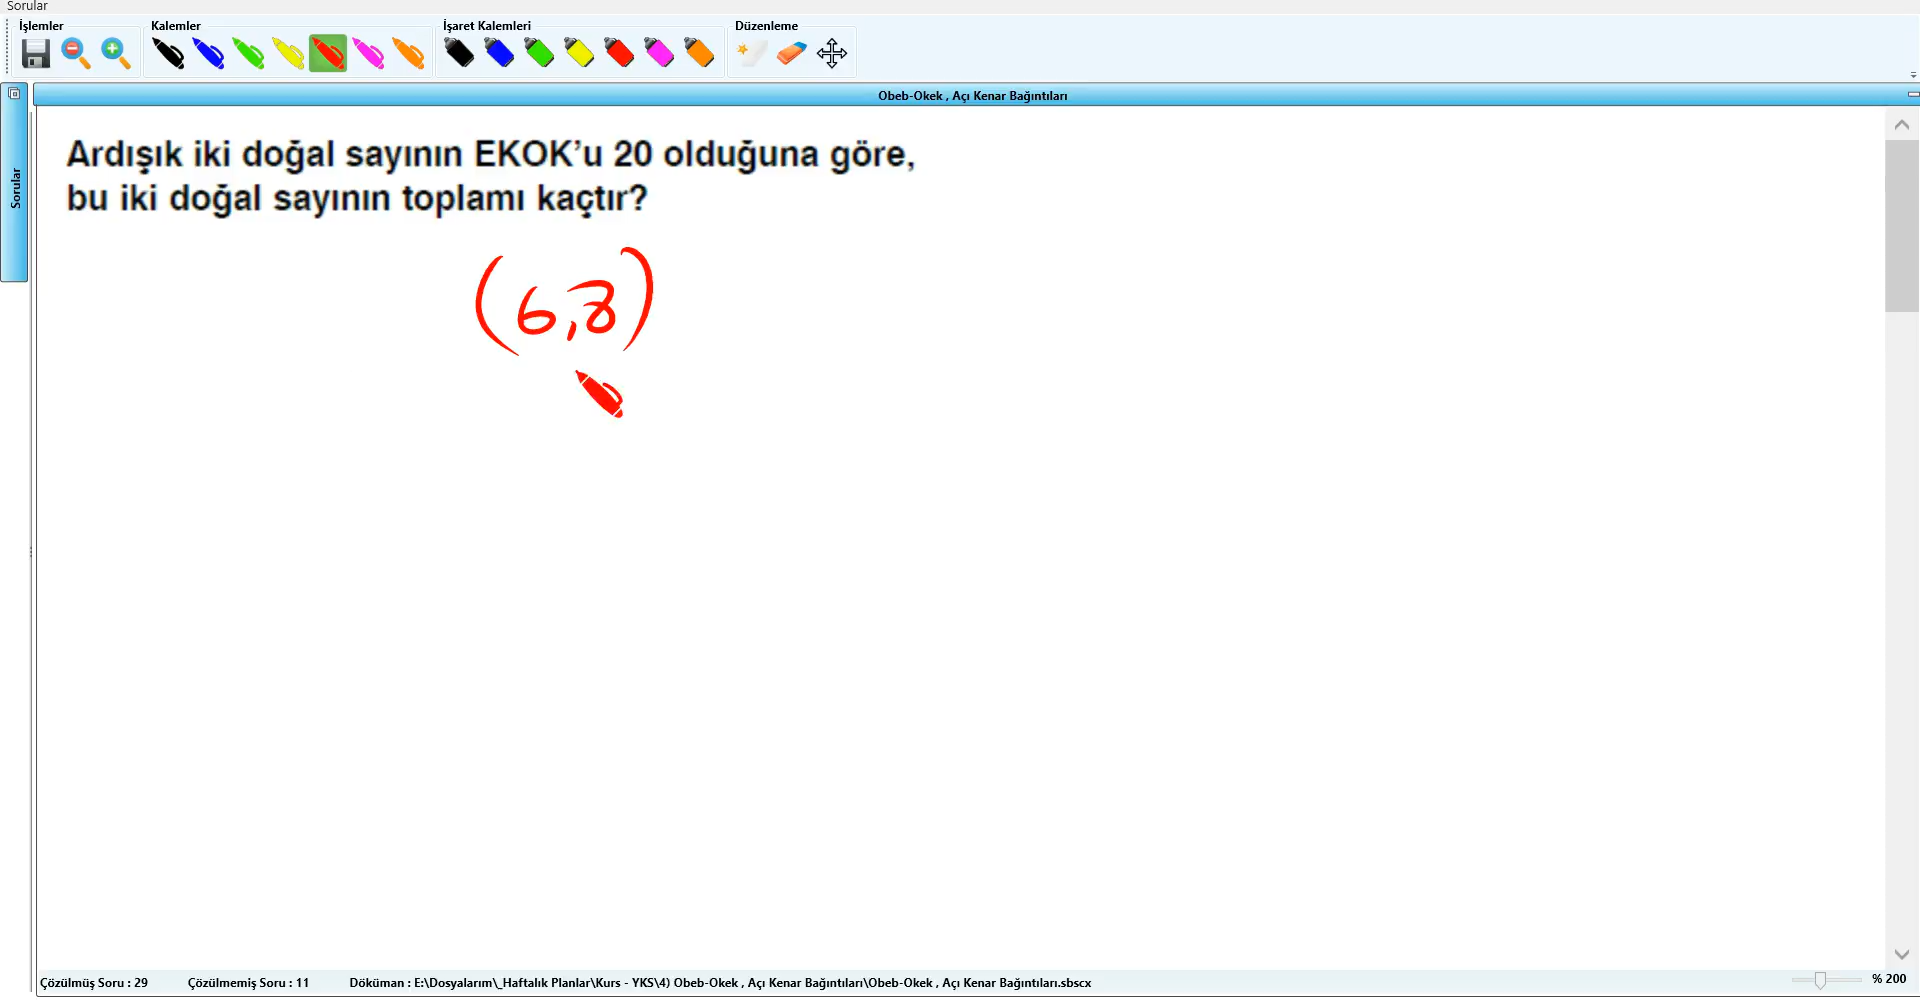 Sorular
İşlemler
Kalemler
İşaret Kalemleri
Düzenleme
Sorular
Obeb-Okek , Açı Kenar Bağıntıları
Ardışık iki doğal sayının EKOK’u 20 olduğuna göre,
bu iki doğal sayının toplamı kaçtır?
(6,8)
Çözülmüş Soru : 29
Çözülmemiş Soru : 11
Döküman : E:\Dosyalarım\_Haftalık Planlar\Kurs - YKS\4) Obeb-Okek , Açı Kenar Bağıntıları\Obeb-Okek , Açı Kenar Bağıntıları.sbscx
% 200